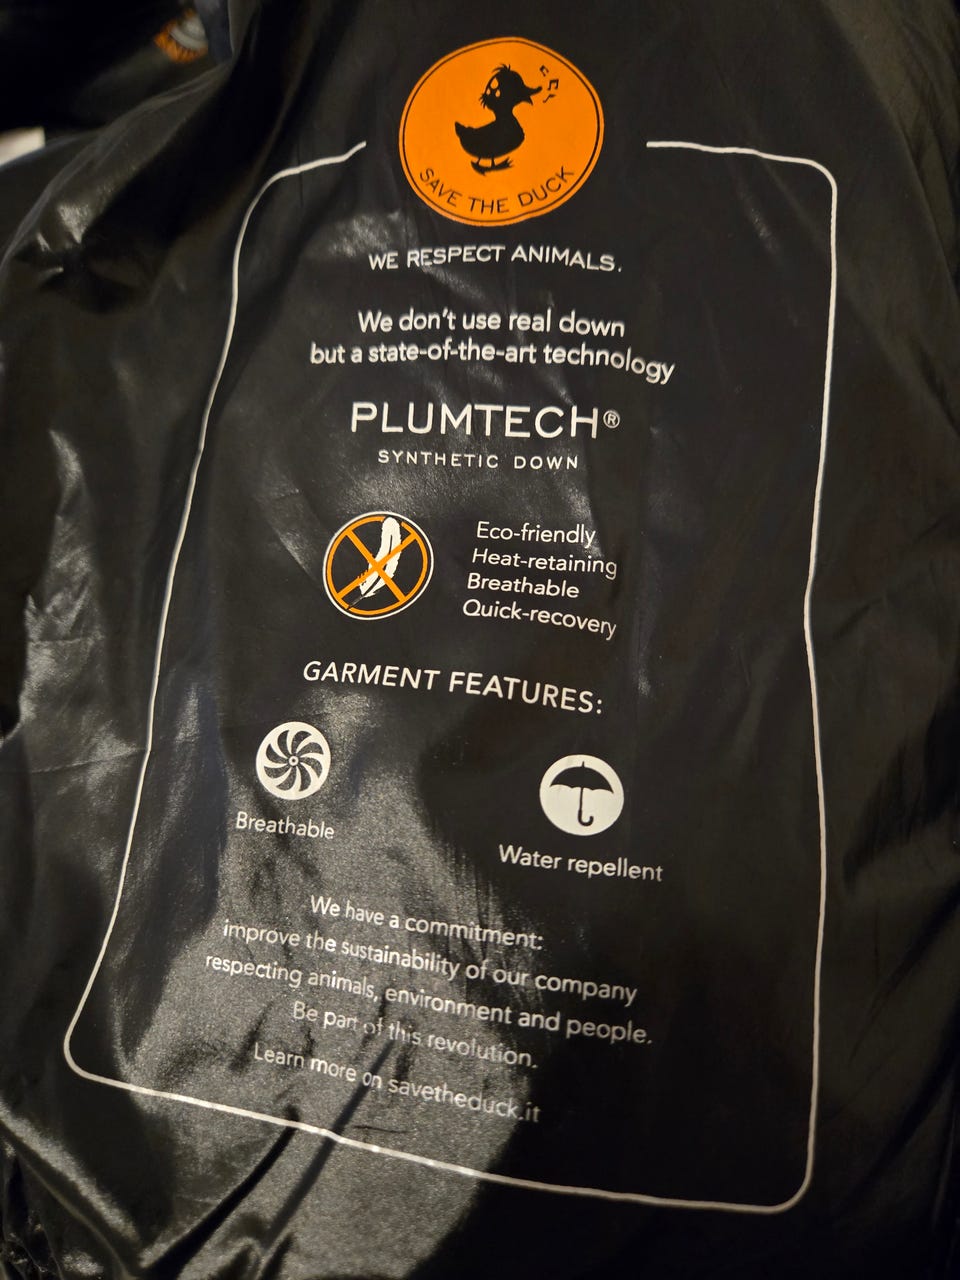 SAVE THE DUCK
WE RESPECT ANIMALS.
We don't use real down
but a state-of-the-art technology
PLUMTECH®
SYNTHETIC DOWN
Eco-friendly
Heat-retaining
Breathable
Quick-recovery
GARMENT FEATURES:
Breathable
Water repellent
We have a commitment:
improve the sustainability of our company
respecting animals, environment and people.
Be part of this revolution.
Learn more on savetheduck.it